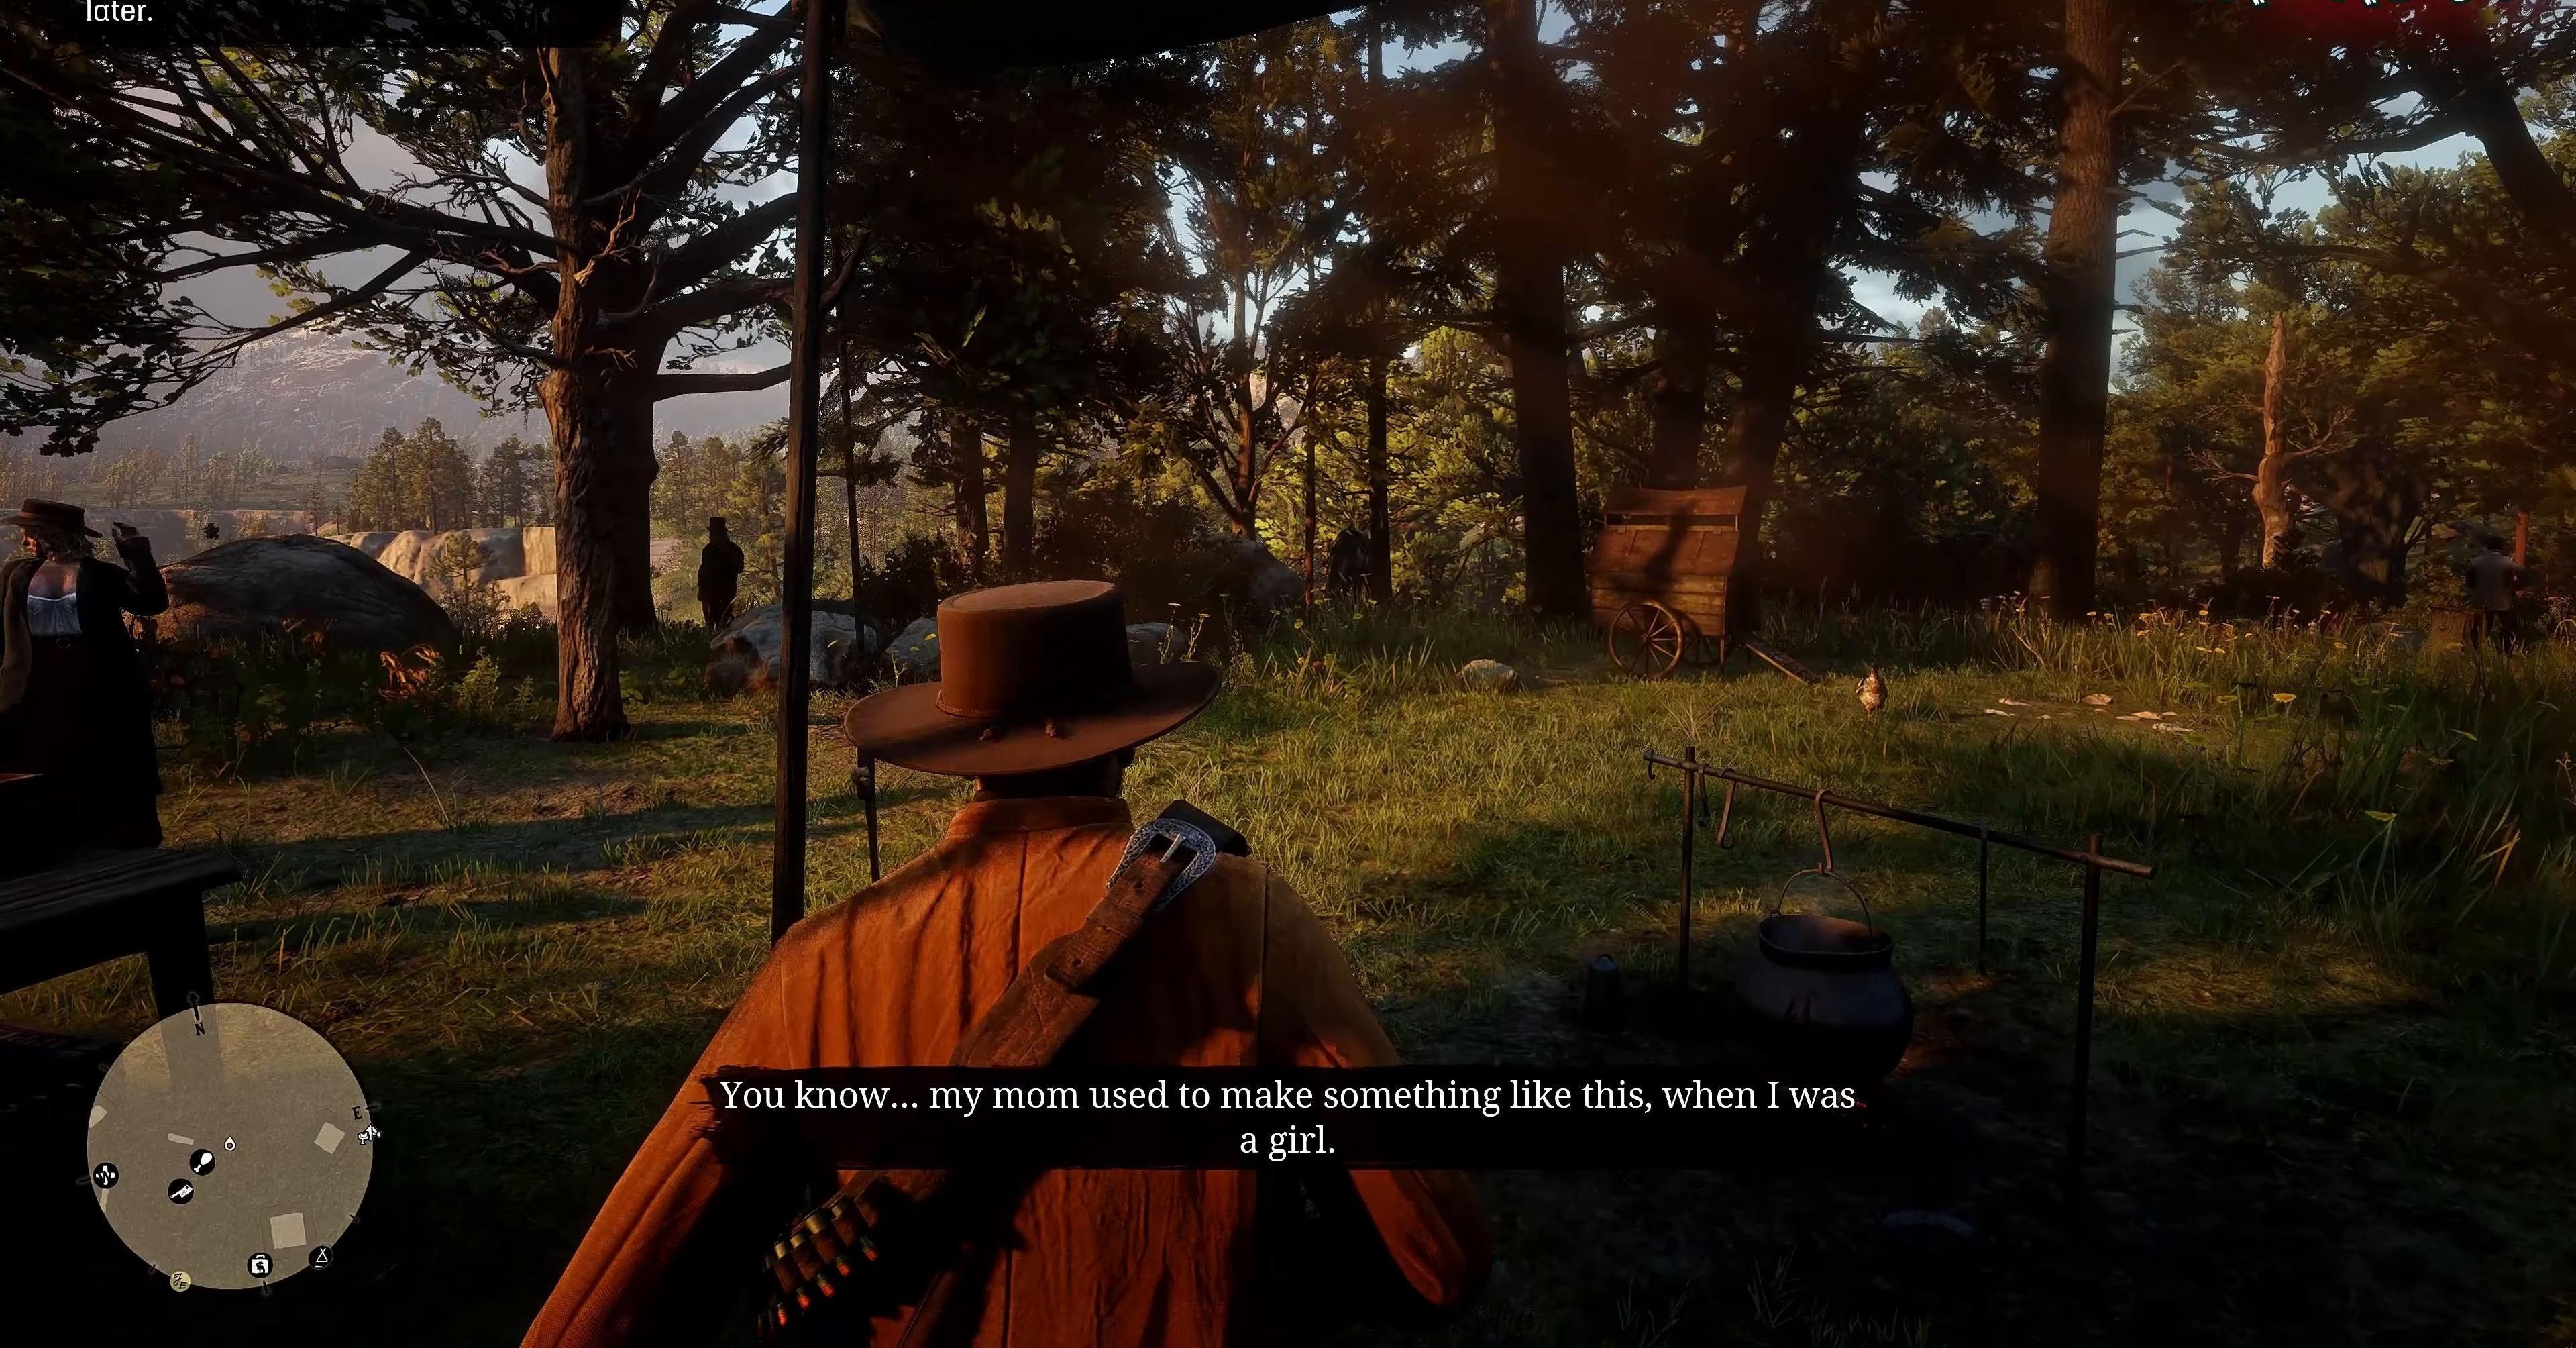 later.
You know... my mom used to make something like this, when I was
a girl.
N
E